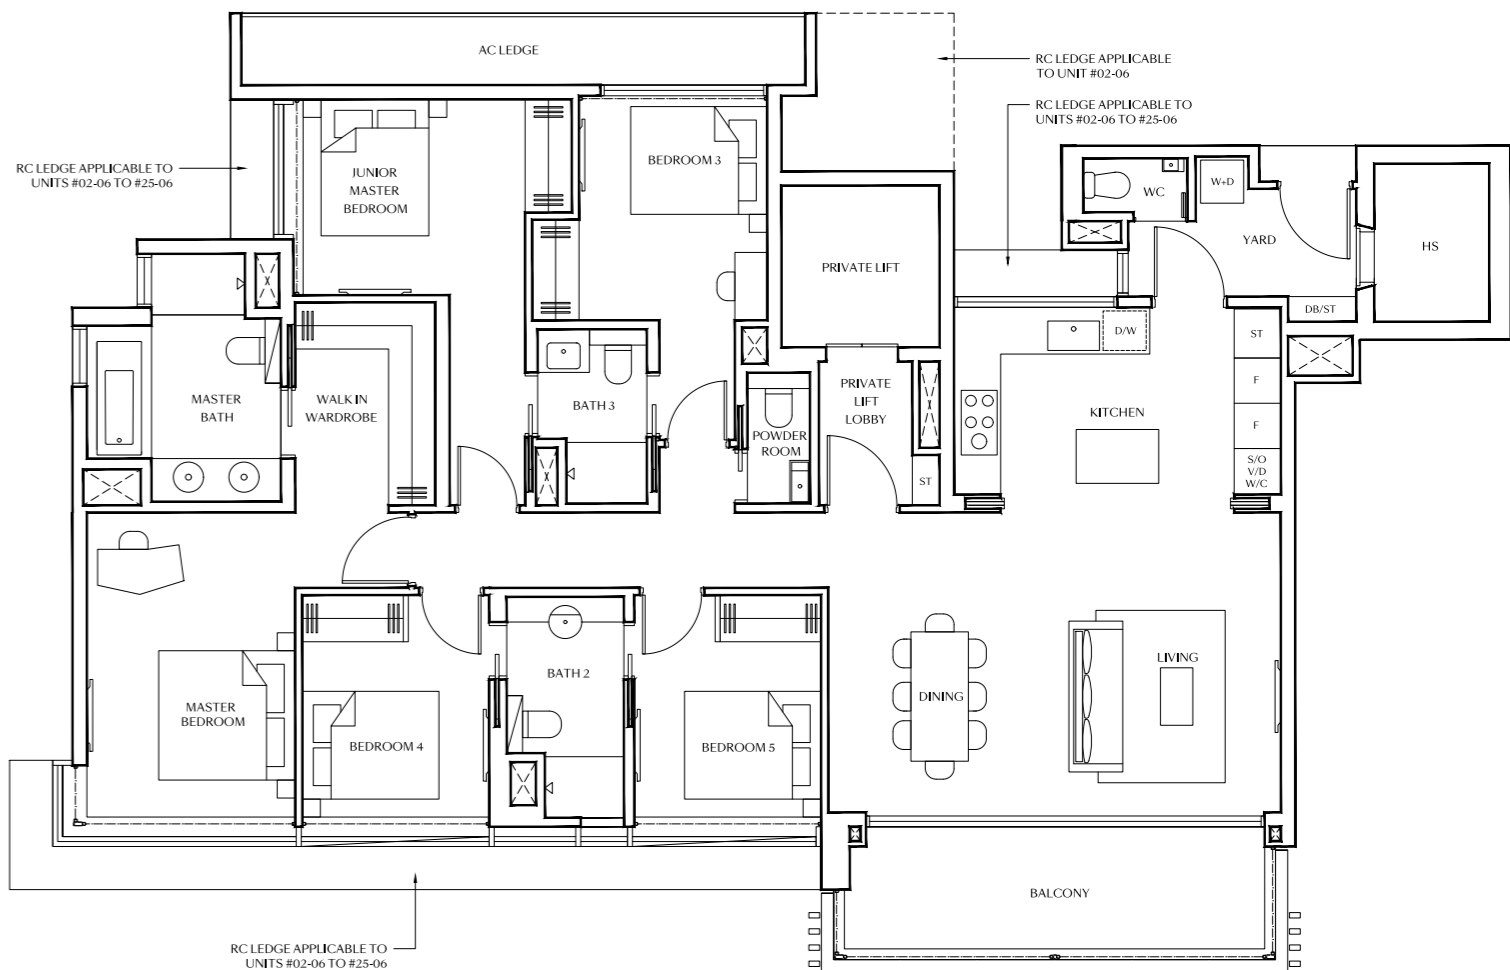 AC LEDGE
RC LEDGE APPLICABLE
TO UNIT #02-06
RC LEDGE APPLICABLE TO
UNITS #02-06 TO #25-06
RC LEDGE APPLICABLE TO
UNITS #02-06 TO #25-06
JUNIOR
MASTER
BEDROOM
BEDROOM 3
WC
W+D
YARD
HS
PRIVATE LIFT
DB/ST
D/W
ST
MASTER
BATH
WALK IN
WARDROBE
BATH 3
PRIVATE
LIFT
LOBBY
POWDER
ROOM
KITCHEN
F
F
S/O
V/D
W/C
ST
MASTER
BEDROOM
BEDROOM 4
BATH 2
BEDROOM 5
DINING
LIVING
BALCONY
RC LEDGE APPLICABLE TO
UNITS #02-06 TO #25-06